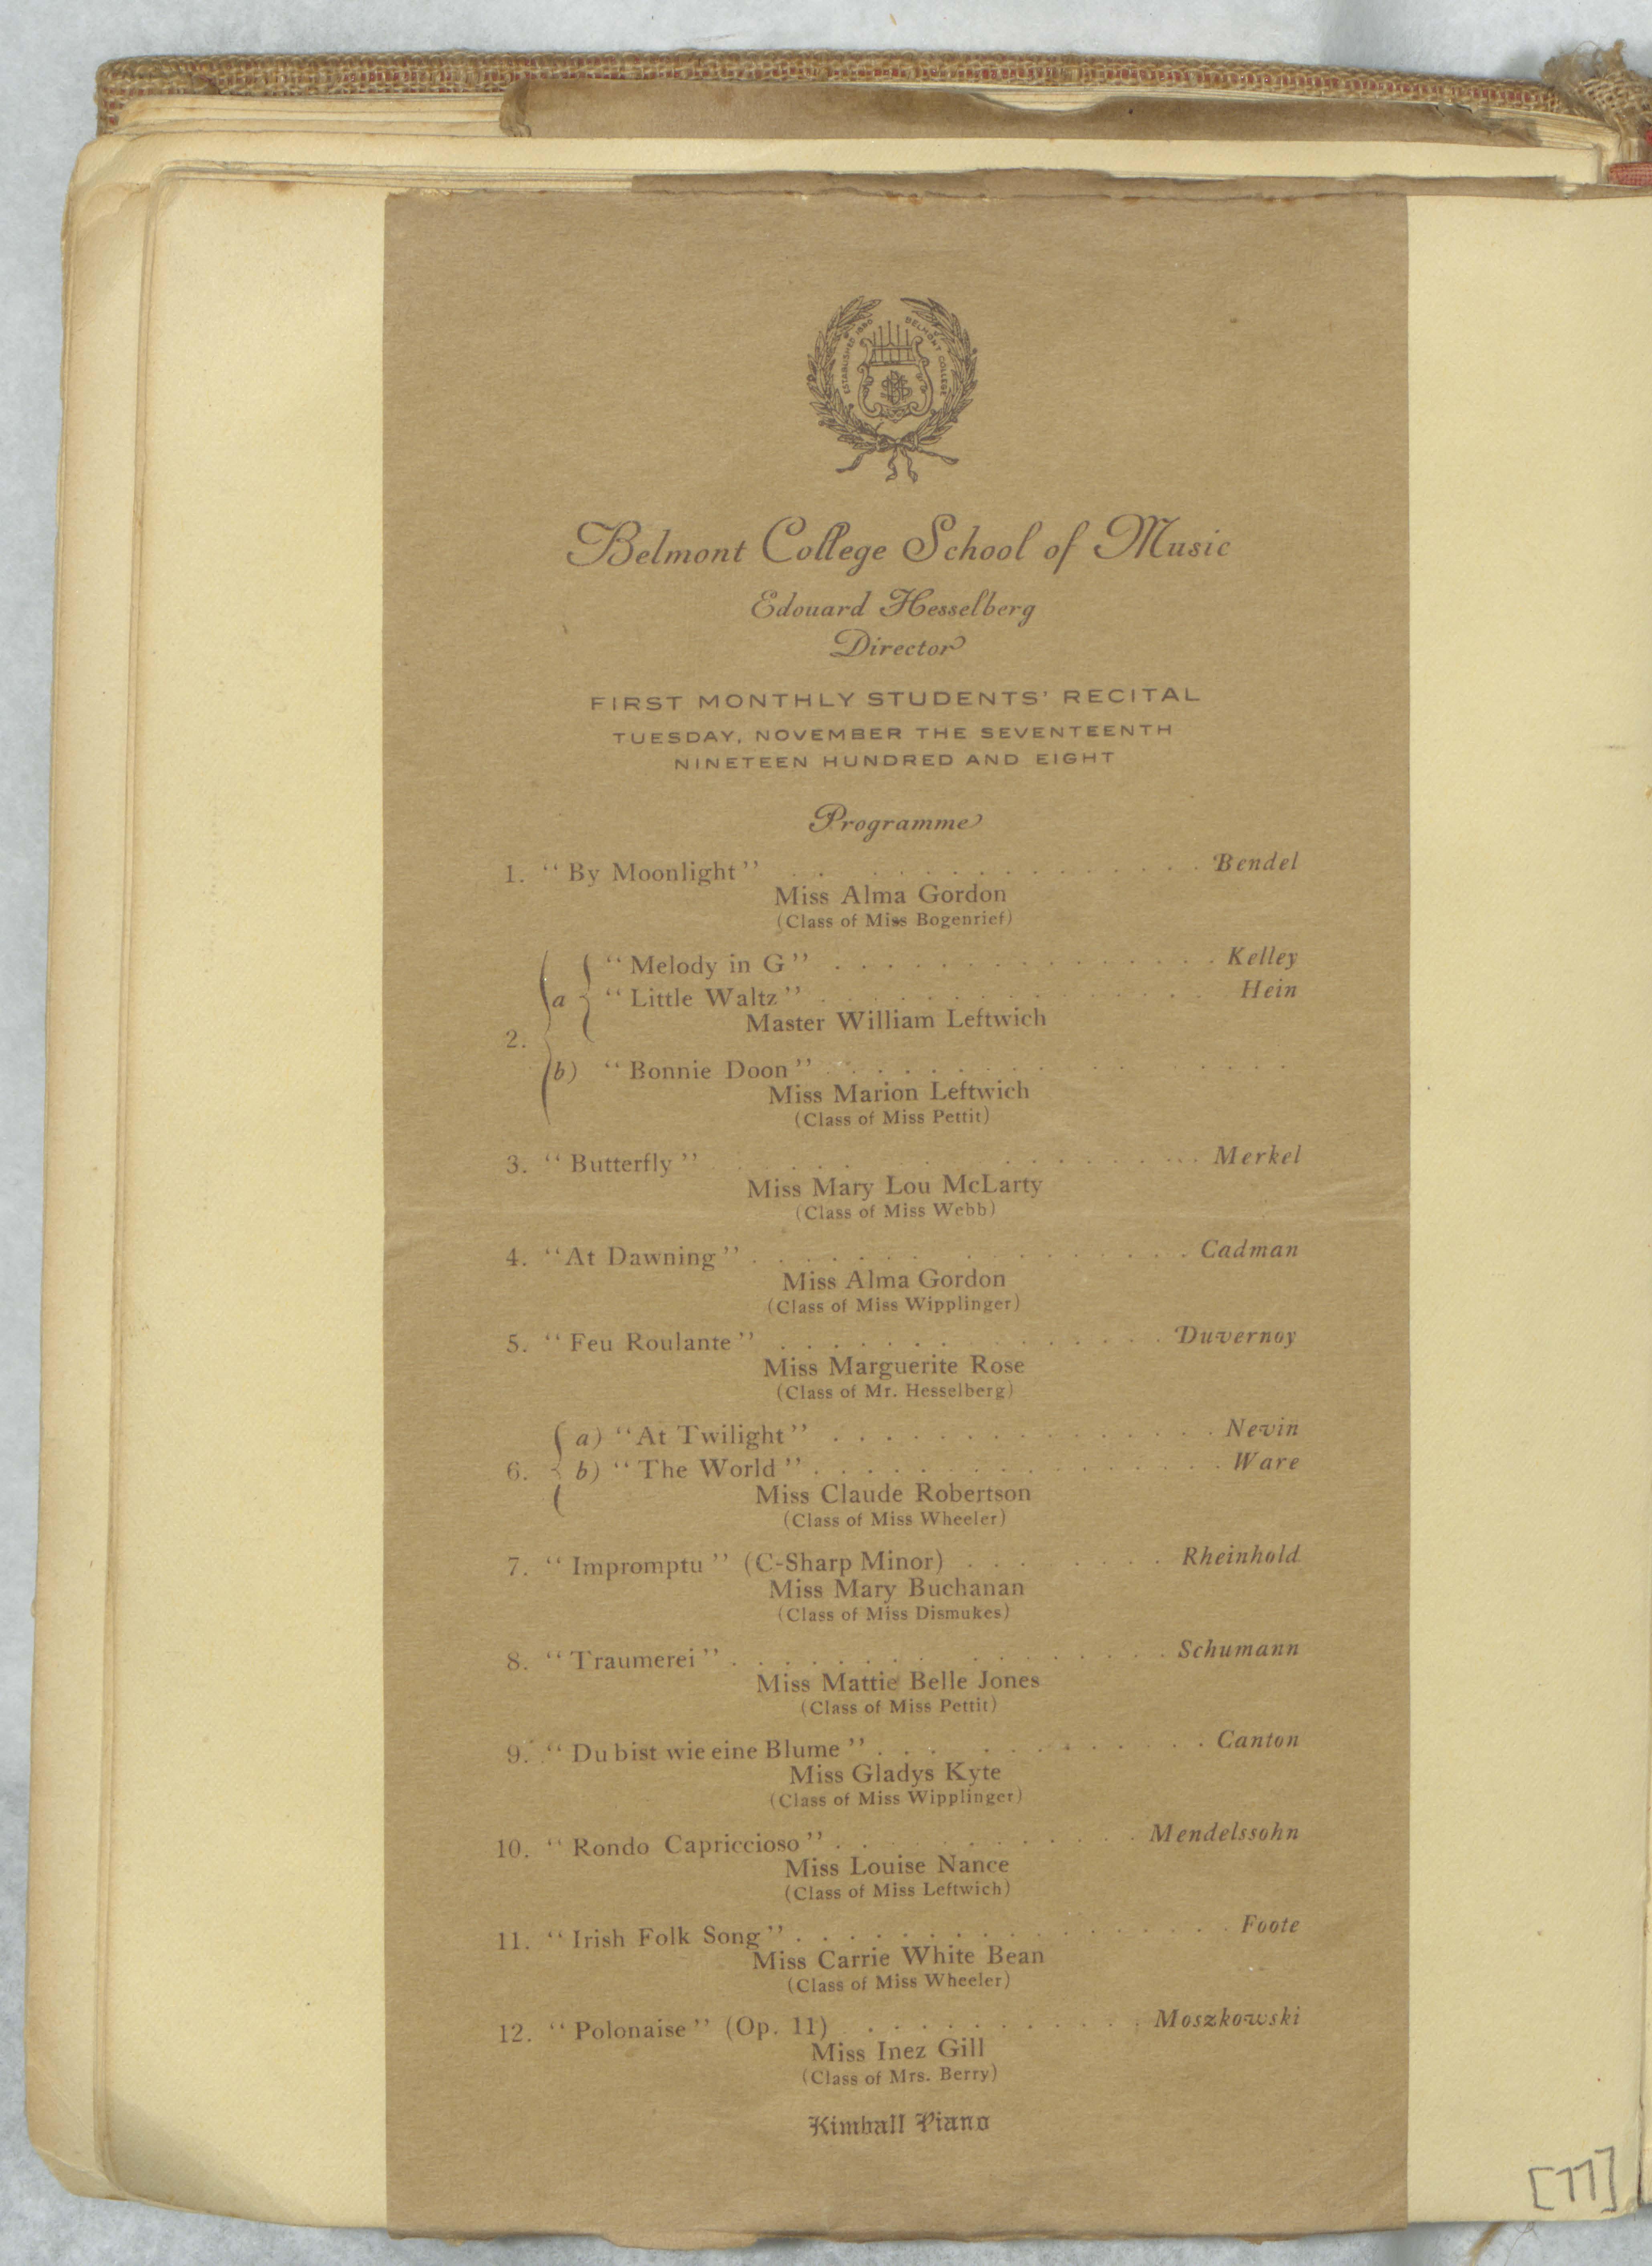 ESTABLISHED 1890 BELMONT COLLEGE
Belmont College School of Music
Edouard Hesselberg
Director
FIRST MONTHLY STUDENTS' RECITAL
TUESDAY, NOVEMBER THE SEVENTEENTH
NINETEEN HUNDRED AND EIGHT
Programme
1. "By Moonlight" . . . . . . . . . . . . . . Bendel
Miss Alma Gordon
(Class of Miss Bogenrief)
2. a "Melody in G" . . . . . . . . . . . . . . . Kelley
"Little Waltz" . . . . . . . . . . . . . . . Hein
Master William Leftwich
b) "Bonnie Doon" . . . . . . . . . . . . . . .
Miss Marion Leftwich
(Class of Miss Pettit)
3. "Butterfly" . . . . . . . . . . . . . . . Merkel
Miss Mary Lou McLarty
(Class of Miss Webb)
4. "At Dawning" . . . . . . . . . . . . . . . Cadman
Miss Alma Gordon
(Class of Miss Wipplinger)
5. "Feu Roulante" . . . . . . . . . . . . . . Duvernoy
Miss Marguerite Rose
(Class of Mr. Hesselberg)
6. a) "At Twilight" . . . . . . . . . . . . . . . Nevin
b) "The World" . . . . . . . . . . . . . . . . Ware
Miss Claude Robertson
(Class of Miss Wheeler)
7. "Impromptu" (C-Sharp Minor) . . . . . . . . Rheinhold
Miss Mary Buchanan
(Class of Miss Dismukes)
8. "Traumerei" . . . . . . . . . . . . . . . . Schumann
Miss Mattie Belle Jones
(Class of Miss Pettit)
9. "Du bist wie eine Blume" . . . . . . . . . . . . Canton
Miss Gladys Kyte
(Class of Miss Wipplinger)
10. "Rondo Capriccioso" . . . . . . . . . . . . Mendelssohn
Miss Louise Nance
(Class of Miss Leftwich)
11. "Irish Folk Song" . . . . . . . . . . . . . . . . Foote
Miss Carrie White Bean
(Class of Miss Wheeler)
12. "Polonaise" (Op. 11) . . . . . . . . . . . . Moszkowski
Miss Inez Gill
(Class of Mrs. Berry)
Kimball Piano
[77]